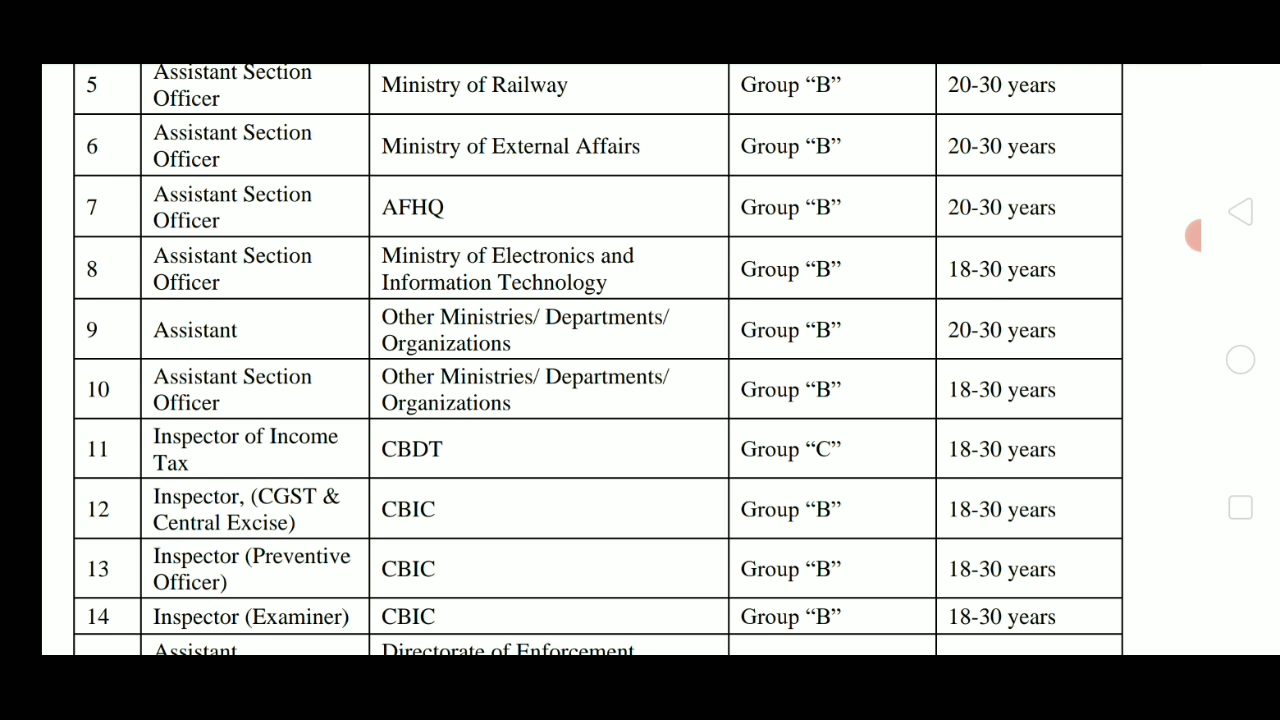 5 Assistant Section Officer Ministry of Railway Group “B” 20-30 years
6 Assistant Section Officer Ministry of External Affairs Group “B” 20-30 years
7 Assistant Section Officer AFHQ Group “B” 20-30 years
8 Assistant Section Officer Ministry of Electronics and Information Technology Group “B” 18-30 years
9 Assistant Other Ministries/ Departments/ Organizations Group “B” 20-30 years
10 Assistant Section Officer Other Ministries/ Departments/ Organizations Group “B” 18-30 years
11 Inspector of Income Tax CBDT Group “C” 18-30 years
12 Inspector, (CGST & Central Excise) CBIC Group “B” 18-30 years
13 Inspector (Preventive Officer) CBIC Group “B” 18-30 years
14 Inspector (Examiner) CBIC Group “B” 18-30 years
Assistant Directorate of Enforcement